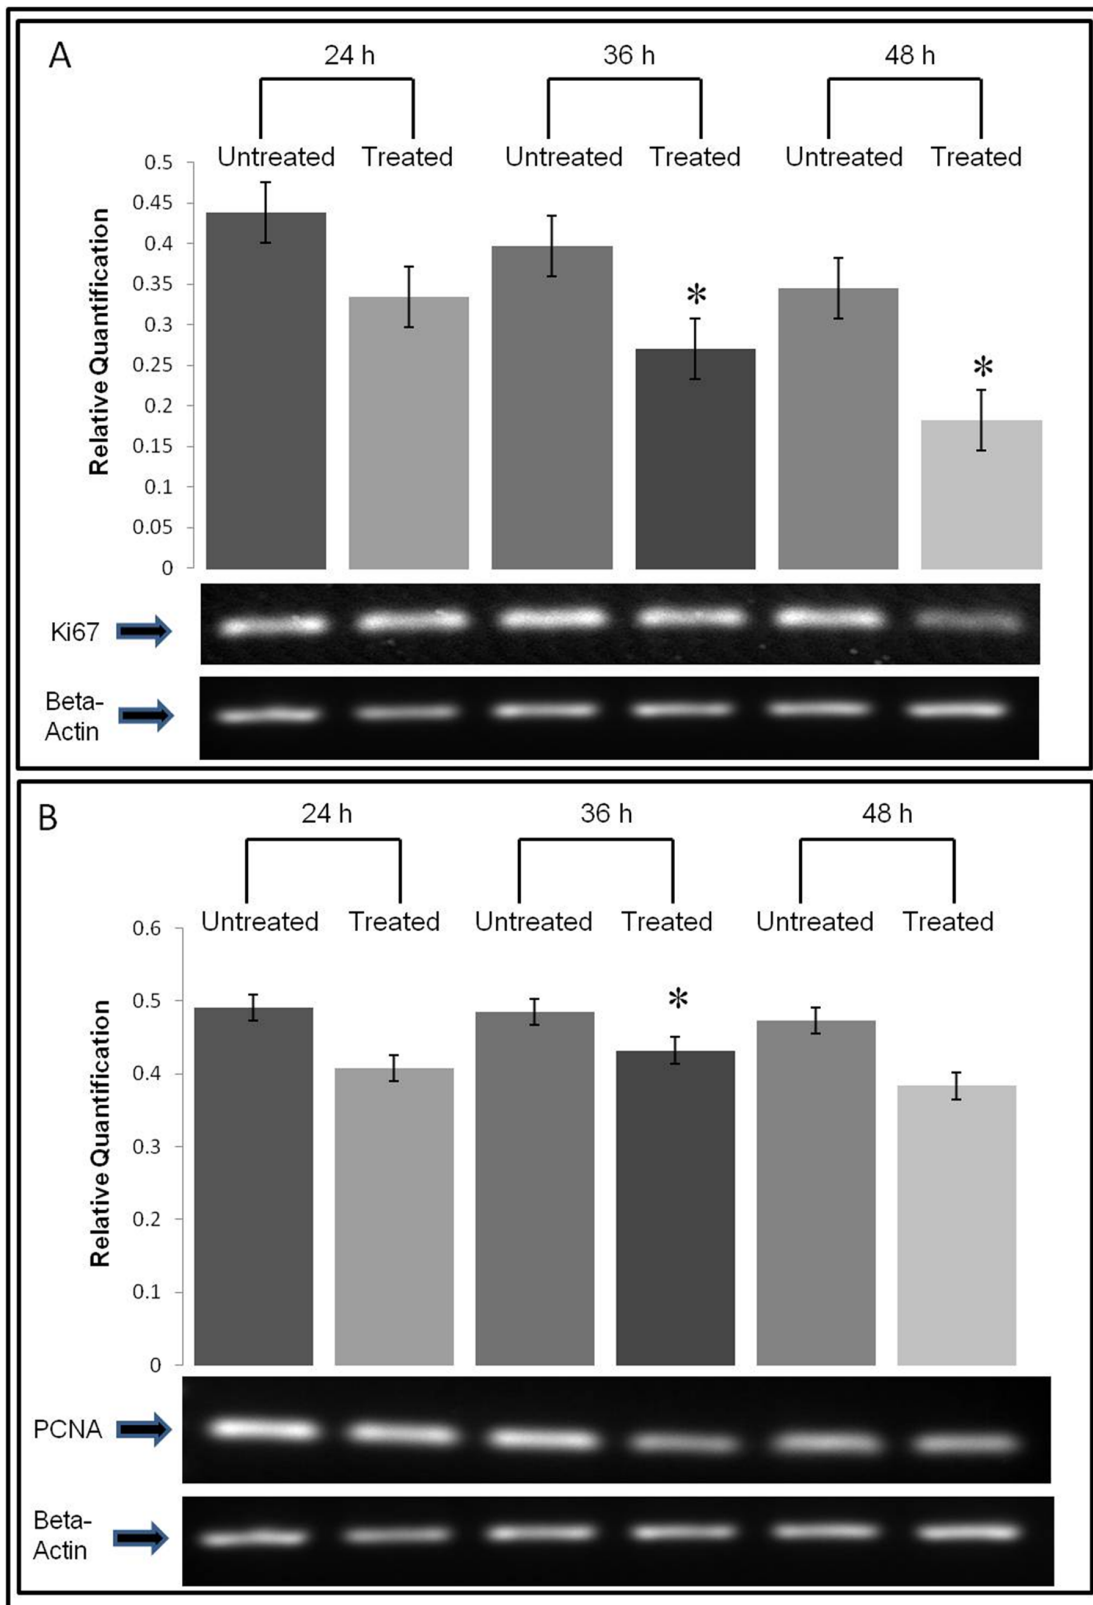 A
24 h 36 h 48 h
Untreated Treated Untreated Treated Untreated Treated
Relative Quantification
0.5
0.45
0.4
0.35
0.3
0.25
0.2
0.15
0.1
0.05
0
*
*
Ki67
Beta-
Actin
B
24 h 36 h 48 h
Untreated Treated Untreated Treated Untreated Treated
Relative Quantification
0.6
0.5
0.4
0.3
0.2
0.1
0
*
PCNA
Beta-
Actin